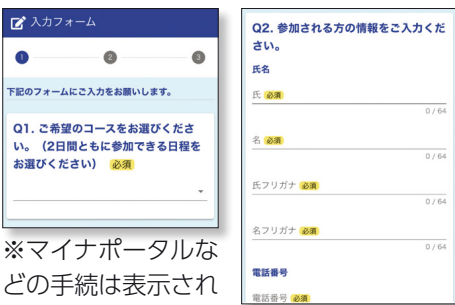 入力フォーム
1 2 3
下記のフォームにご入力をお願いします。
Q1. ご希望のコースをお選びくださ
い。（2日間ともに参加できる日程を
お選びください） 必須
※マイナポータルな
どの手続は表示され
Q2. 参加される方の情報をご入力くだ
さい。
氏名
氏 必須
0 / 64
名 必須
0 / 64
氏フリガナ 必須
0 / 64
名フリガナ 必須
0 / 64
電話番号
電話番号 必須